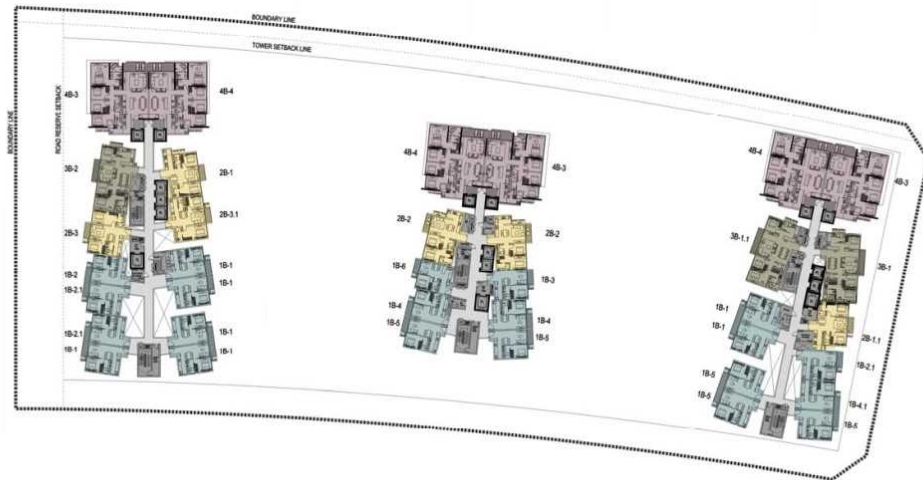 BOUNDARY LINE
TOWER SETBACK LINE
BOUNDARY LINE
ROAD RESERVE SETBACK
4B-3
4B-4
3B-2
2B-1
2B-3.1
2B-3
1B-2
1B-2.1
1B-1
1B-1
1B-2.1
1B-1
1B-1
1B-1
4B-4
4B-3
2B-2
2B-2
1B-6
1B-3
1B-4
1B-5
1B-4
1B-5
4B-4
4B-3
3B-1.1
3B-1
1B-1
1B-1
2B-1.1
1B-2.1
1B-5
1B-5
1B-4.1
1B-5